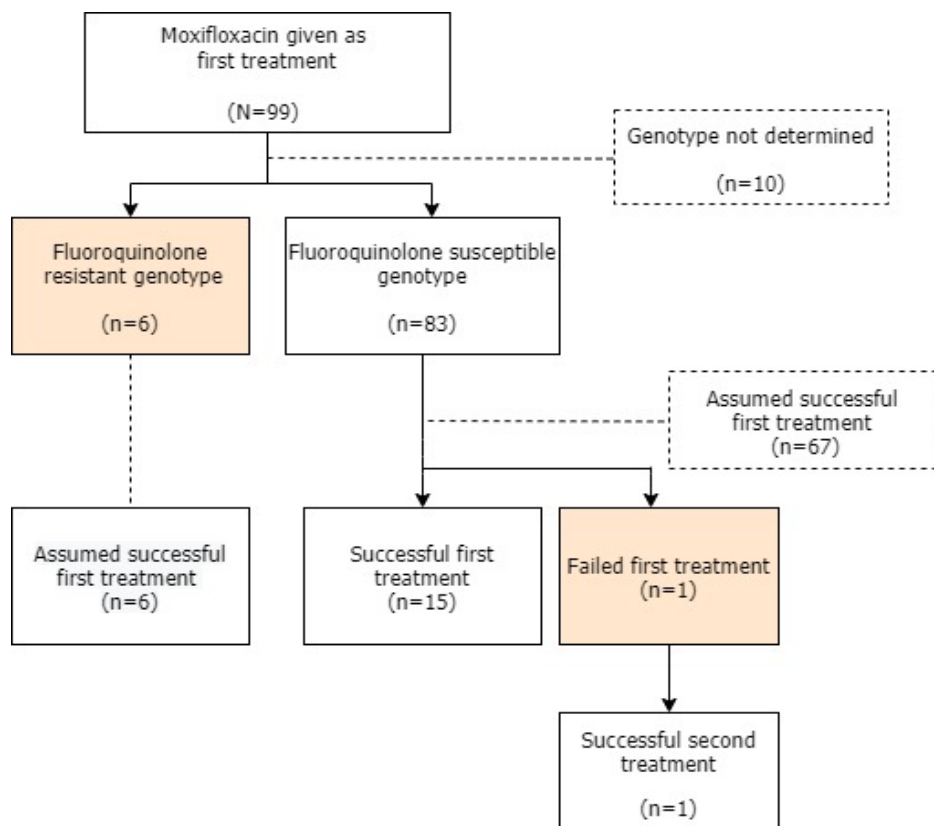 Moxifloxacin given as
first treatment
(N=99)
Genotype not determined
(n=10)
Fluoroquinolone
resistant genotype
(n=6)
Fluoroquinolone susceptible
genotype
(n=83)
Assumed successful
first treatment
(n=67)
Assumed successful
first treatment
(n=6)
Successful first
treatment
(n=15)
Failed first treatment
(n=1)
Successful second
treatment
(n=1)